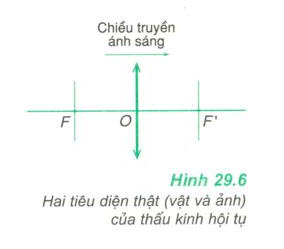 Chiều truyền
ánh sáng
F
O
F'
Hình 29.6
Hai tiêu diện thật (vật và ảnh)
của thấu kính hội tụ